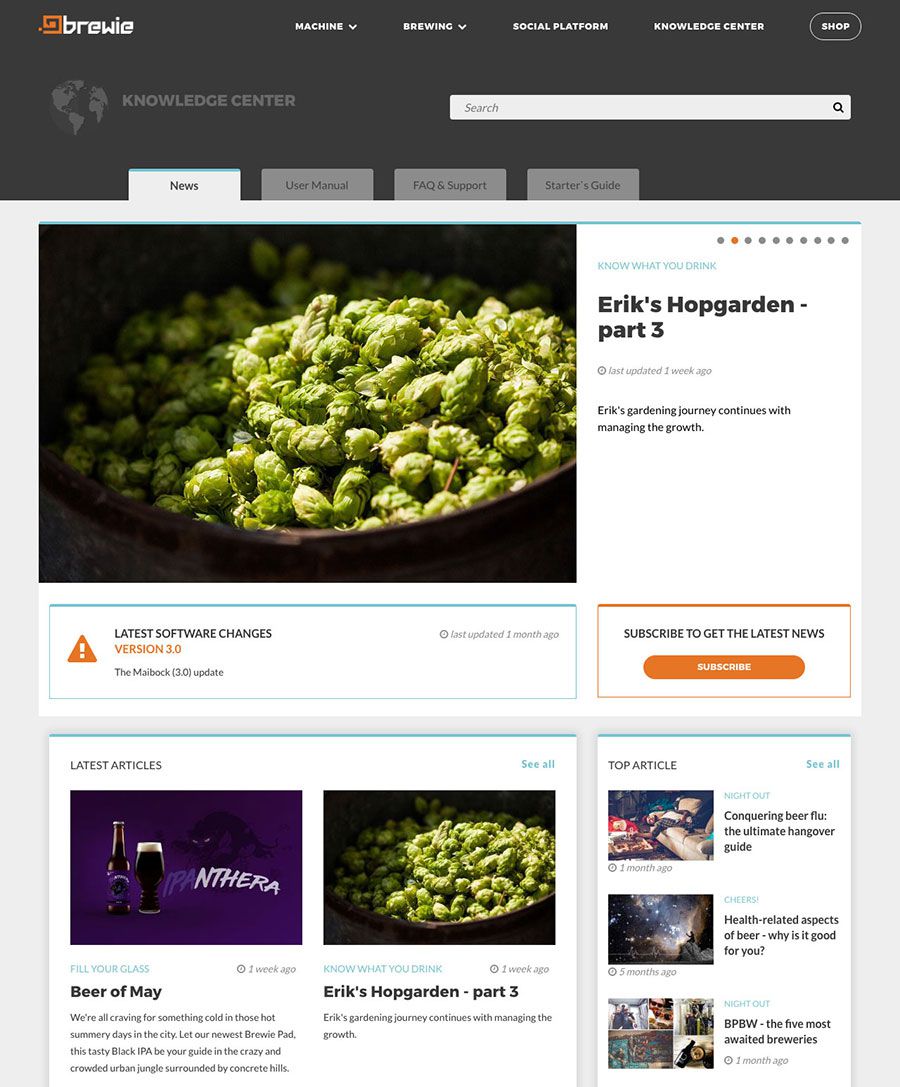 brewie
MACHINE
BREWING
SOCIAL PLATFORM
KNOWLEDGE CENTER
SHOP
KNOWLEDGE CENTER
Search
News
User Manual
FAQ & Support
Starter`s Guide
KNOW WHAT YOU DRINK
Erik's Hopgarden -
part 3
last updated 1 week ago
Erik's gardening journey continues with
managing the growth.
LATEST SOFTWARE CHANGES
last updated 1 month ago
VERSION 3.0
The Maibock (3.0) update
SUBSCRIBE TO GET THE LATEST NEWS
SUBSCRIBE
LATEST ARTICLES
See all
IPANTHERA
FILL YOUR GLASS
1 week ago
Beer of May
We're all craving for something cold in those hot
summery days in the city. Let our newest Brewie Pad,
this tasty Black IPA be your guide in the crazy and
crowded urban jungle surrounded by concrete hills.
KNOW WHAT YOU DRINK
1 week ago
Erik's Hopgarden - part 3
Erik's gardening journey continues with managing the
growth.
TOP ARTICLE
See all
NIGHT OUT
Conquering beer flu:
the ultimate hangover
guide
1 month ago
CHEERS!
Health-related aspects
of beer - why is it good
for you?
5 months ago
NIGHT OUT
BPBW - the five most
awaited breweries
1 month ago